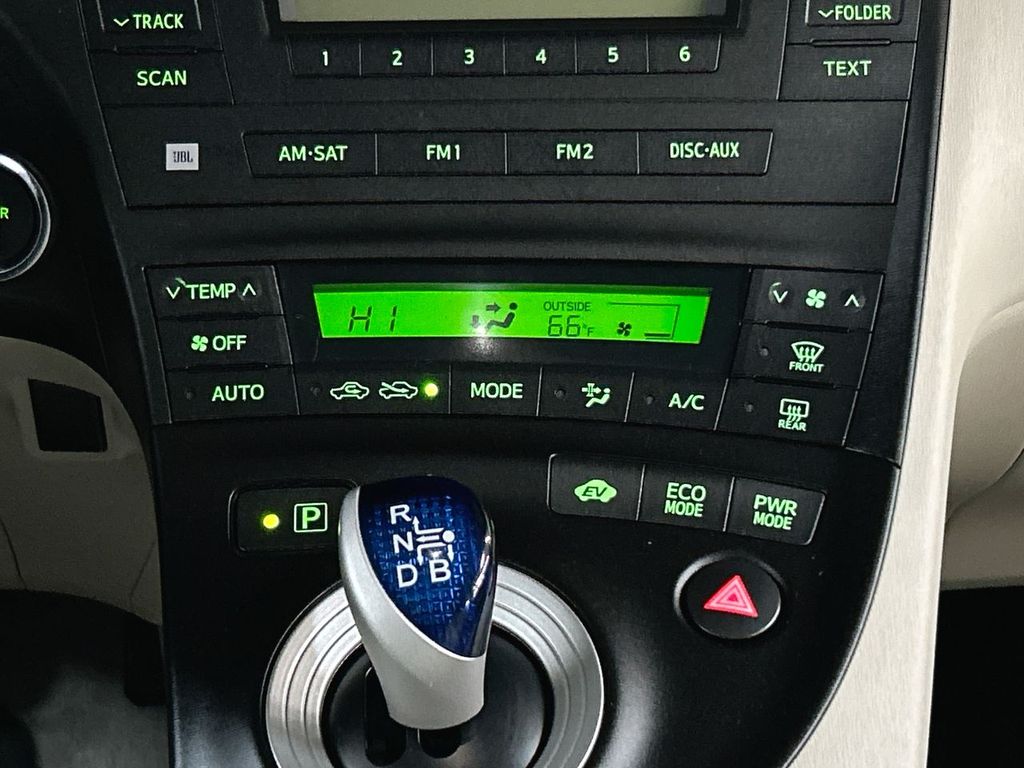 TRACK
FOLDER
1 2 3 4 5 6
SCAN
TEXT
JBL
AM·SAT FM1 FM2 DISC·AUX
R
TEMP
HI
OUTSIDE
66°F
OFF
FRONT
AUTO
MODE
A/C
REAR
EV
ECO
MODE
PWR
MODE
P
R
N
D B